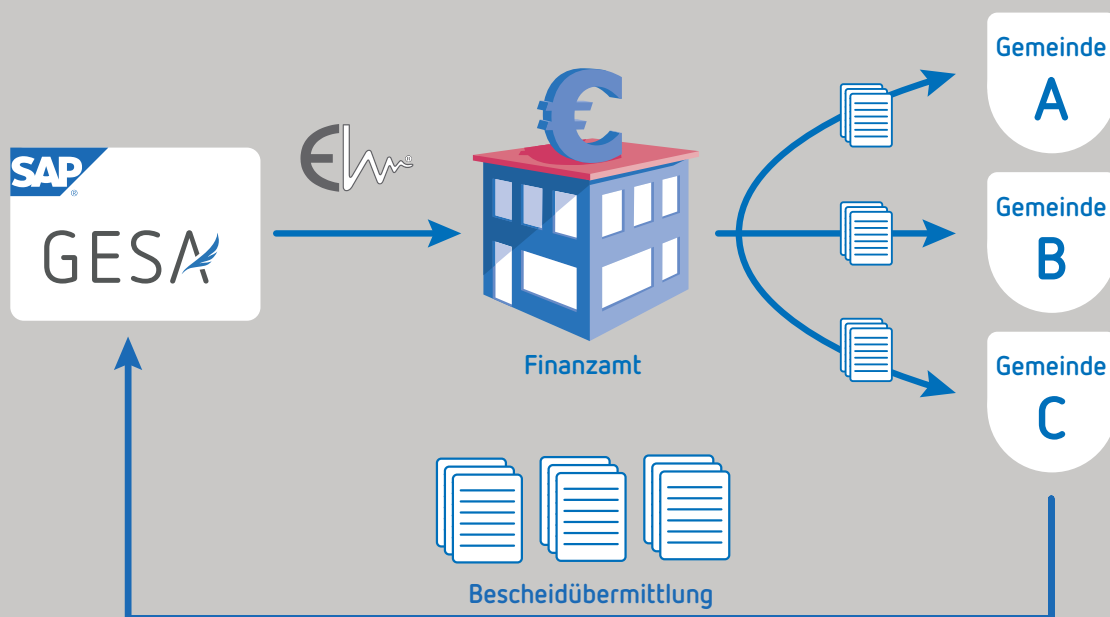 SAP
®
GESA
®
€
Finanzamt
Gemeinde
A
Gemeinde
B
Gemeinde
C
Bescheidübermittlung